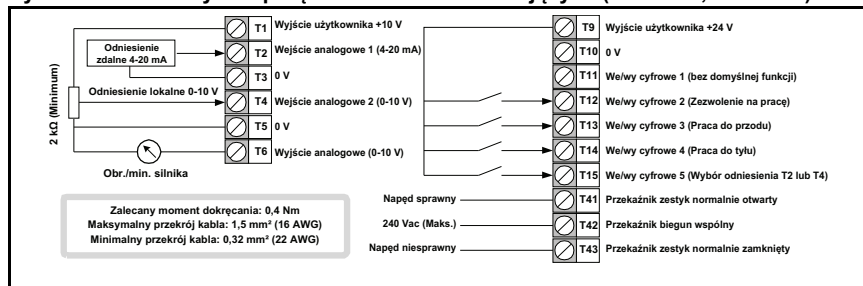 T1 Wyjście użytkownika +10 V
Odniesienie
zdalne 4-20 mA
T2 Wejście analogowe 1 (4-20 mA)
T3 0 V
Odniesienie lokalne 0-10 V
T4 Wejście analogowe 2 (0-10 V)
2 kΩ (Minimum)
T5 0 V
T6 Wyjście analogowe (0-10 V)
Obr./min. silnika
Zalecany moment dokręcania: 0,4 Nm
Maksymalny przekrój kabla: 1,5 mm² (16 AWG)
Minimalny przekrój kabla: 0,32 mm² (22 AWG)
T9 Wyjście użytkownika +24 V
T10 0 V
T11 We/wy cyfrowe 1 (bez domyślnej funkcji)
T12 We/wy cyfrowe 2 (Zezwolenie na pracę)
T13 We/wy cyfrowe 3 (Praca do przodu)
T14 We/wy cyfrowe 4 (Praca do tyłu)
T15 We/wy cyfrowe 5 (Wybór odniesienia T2 lub T4)
Napęd sprawny T41 Przekaźnik zestyk normalnie otwarty
240 Vac (Maks.) T42 Przekaźnik biegun wspólny
Napęd niesprawny T43 Przekaźnik zestyk normalnie zamknięty